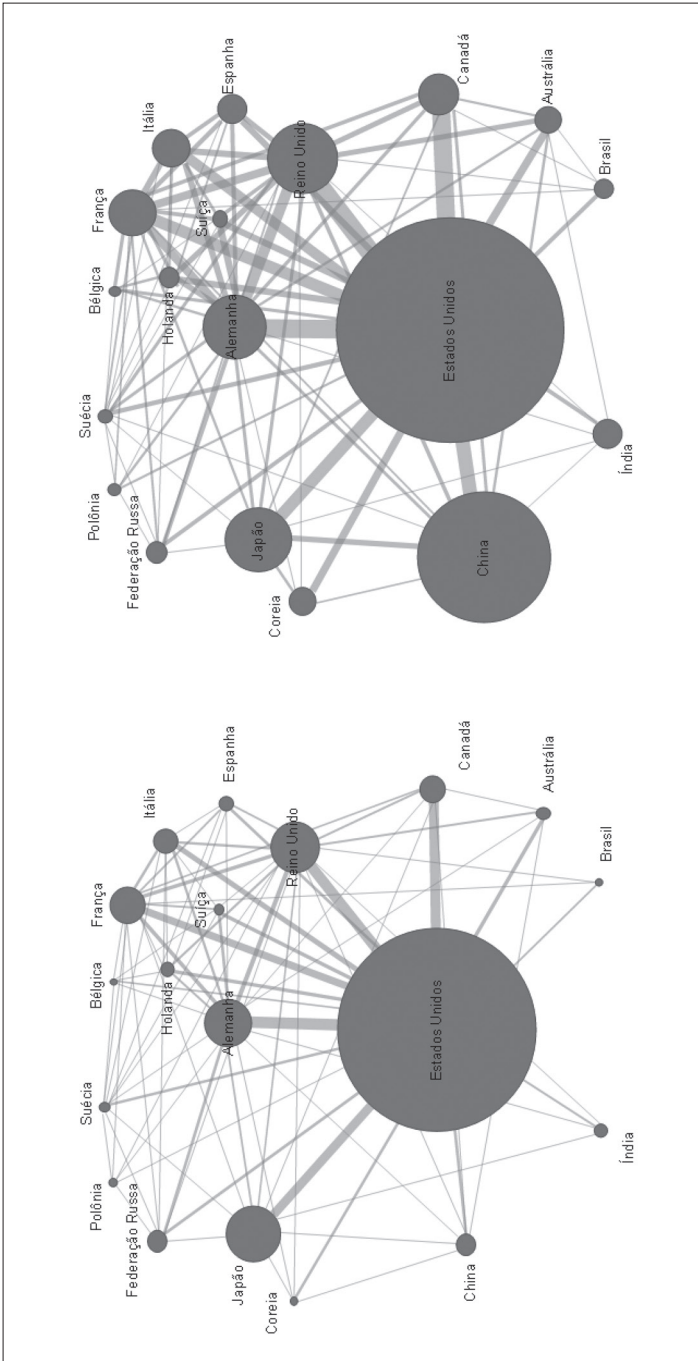 Suécia
Polônia
Bélgica
França
Federação Russa
Itália
Holanda
Suíça
Espanha
Alemanha
Japão
Coreia
Reino Unido
Estados Unidos
Canadá
China
Austrália
Brasil
Índia
Suécia
Polônia
Bélgica
França
Federação Russa
Itália
Holanda
Suíça
Espanha
Alemanha
Japão
Coreia
Reino Unido
Estados Unidos
Canadá
China
Austrália
Brasil
Índia